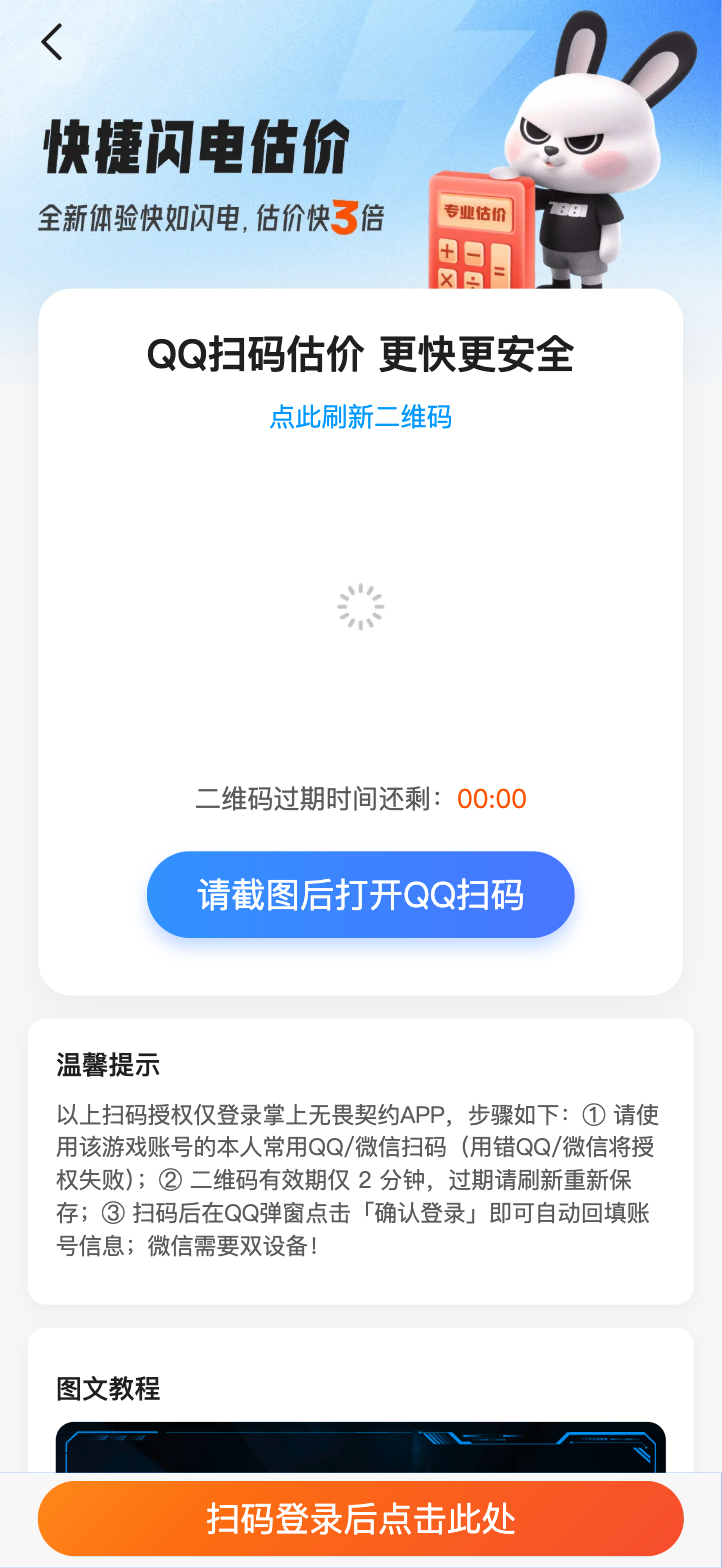 快捷闪电估价
全新体验快如闪电,估价快3倍
专业估价
7881
QQ扫码估价 更快更安全
点此刷新二维码
二维码过期时间还剩：00:00
请截图后打开QQ扫码
温馨提示
以上扫码授权仅登录掌上无畏契约APP，步骤如下：① 请使
用该游戏账号的本人常用QQ/微信扫码（用错QQ/微信将授
权失败）；② 二维码有效期仅 2 分钟，过期请刷新重新保
存；③ 扫码后在QQ弹窗点击「确认登录」即可自动回填账
号信息；微信需要双设备！
图文教程
扫码登录后点击此处